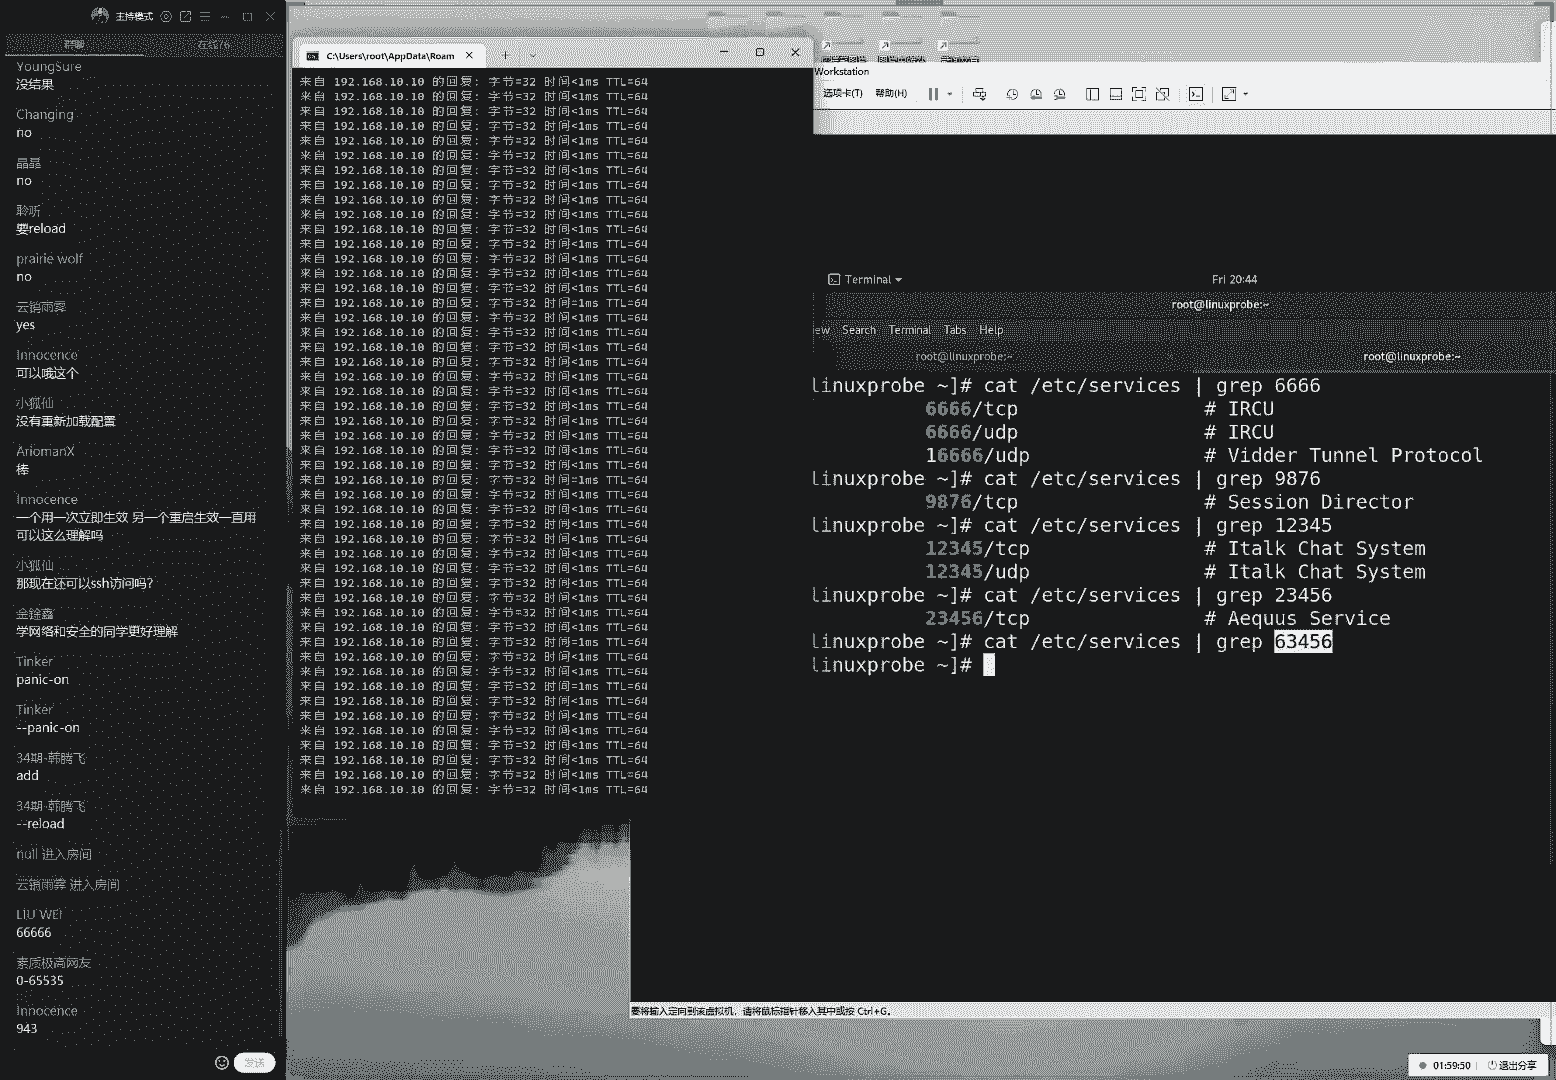 主持模式
群聊
在线76
YoungSure
没结果
Changing
no
晶晶
no
聆听
要reload
prairie wolf
no
云销雨霁
yes
Innocence
可以哦这个
小狐仙
没有重新加载配置
AriomanX
棒
Innocence
一个用一次立即生效 另一个重启生效一直用
可以这么理解吗
小狐仙
那现在还可以ssh访问吗?
金鐘鑫
学网络和安全的同学更好理解
Tinker
panic-on
Tinker
--panic-on
34期-韩腾飞
add
34期-韩腾飞
--reload
null 进入房间
云销雨霁 进入房间
LIU WEI
66666
素质极高网友
0-65535
Innocence
943
发送
C:\Users\root\AppData\Roam
来自 192.168.10.10 的回复: 字节=32 时间<1ms TTL=64
来自 192.168.10.10 的回复: 字节=32 时间<1ms TTL=64
来自 192.168.10.10 的回复: 字节=32 时间<1ms TTL=64
来自 192.168.10.10 的回复: 字节=32 时间<1ms TTL=64
来自 192.168.10.10 的回复: 字节=32 时间<1ms TTL=64
来自 192.168.10.10 的回复: 字节=32 时间<1ms TTL=64
来自 192.168.10.10 的回复: 字节=32 时间<1ms TTL=64
来自 192.168.10.10 的回复: 字节=32 时间<1ms TTL=64
来自 192.168.10.10 的回复: 字节=32 时间<1ms TTL=64
来自 192.168.10.10 的回复: 字节=32 时间<1ms TTL=64
来自 192.168.10.10 的回复: 字节=32 时间<1ms TTL=64
来自 192.168.10.10 的回复: 字节=32 时间<1ms TTL=64
来自 192.168.10.10 的回复: 字节=32 时间<1ms TTL=64
来自 192.168.10.10 的回复: 字节=32 时间<1ms TTL=64
来自 192.168.10.10 的回复: 字节=32 时间=1ms TTL=64
来自 192.168.10.10 的回复: 字节=32 时间<1ms TTL=64
来自 192.168.10.10 的回复: 字节=32 时间<1ms TTL=64
来自 192.168.10.10 的回复: 字节=32 时间<1ms TTL=64
来自 192.168.10.10 的回复: 字节=32 时间<1ms TTL=64
来自 192.168.10.10 的回复: 字节=32 时间<1ms TTL=64
来自 192.168.10.10 的回复: 字节=32 时间<1ms TTL=64
来自 192.168.10.10 的回复: 字节=32 时间<1ms TTL=64
来自 192.168.10.10 的回复: 字节=32 时间<1ms TTL=64
来自 192.168.10.10 的回复: 字节=32 时间<1ms TTL=64
来自 192.168.10.10 的回复: 字节=32 时间<1ms TTL=64
来自 192.168.10.10 的回复: 字节=32 时间<1ms TTL=64
来自 192.168.10.10 的回复: 字节=32 时间<1ms TTL=64
来自 192.168.10.10 的回复: 字节=32 时间=1ms TTL=64
来自 192.168.10.10 的回复: 字节=32 时间<1ms TTL=64
来自 192.168.10.10 的回复: 字节=32 时间<1ms TTL=64
来自 192.168.10.10 的回复: 字节=32 时间<1ms TTL=64
来自 192.168.10.10 的回复: 字节=32 时间<1ms TTL=64
来自 192.168.10.10 的回复: 字节=32 时间<1ms TTL=64
来自 192.168.10.10 的回复: 字节=32 时间<1ms TTL=64
来自 192.168.10.10 的回复: 字节=32 时间<1ms TTL=64
来自 192.168.10.10 的回复: 字节=32 时间<1ms TTL=64
来自 192.168.10.10 的回复: 字节=32 时间<1ms TTL=64
来自 192.168.10.10 的回复: 字节=32 时间<1ms TTL=64
来自 192.168.10.10 的回复: 字节=32 时间=1ms TTL=64
来自 192.168.10.10 的回复: 字节=32 时间<1ms TTL=64
来自 192.168.10.10 的回复: 字节=32 时间<1ms TTL=64
来自 192.168.10.10 的回复: 字节=32 时间=1ms TTL=64
来自 192.168.10.10 的回复: 字节=32 时间<1ms TTL=64
来自 192.168.10.10 的回复: 字节=32 时间<1ms TTL=64
来自 192.168.10.10 的回复: 字节=32 时间<1ms TTL=64
来自 192.168.10.10 的回复: 字节=32 时间<1ms TTL=64
来自 192.168.10.10 的回复: 字节=32 时间<1ms TTL=64
来自 192.168.10.10 的回复: 字节=32 时间<1ms TTL=64
来自 192.168.10.10 的回复: 字节=32 时间<1ms TTL=64
Workstation
选项卡(T) 帮助(H)
Terminal
Fri 20:44
root@linuxprobe:~
ew Search Terminal Tabs Help
root@linuxprobe:~ root@linuxprobe:~
linuxprobe ~]# cat /etc/services | grep 6666
6666/tcp # IRCU
6666/udp # IRCU
16666/udp # Vidder Tunnel Protocol
linuxprobe ~]# cat /etc/services | grep 9876
9876/tcp # Session Director
linuxprobe ~]# cat /etc/services | grep 12345
12345/tcp # Italk Chat System
12345/udp # Italk Chat System
linuxprobe ~]# cat /etc/services | grep 23456
23456/tcp # Aequus Service
linuxprobe ~]# cat /etc/services | grep 63456
linuxprobe ~]#
要将输入定向到该虚拟机，请将鼠标指针移入其中或按 Ctrl+G。
01:59:50 退出分享